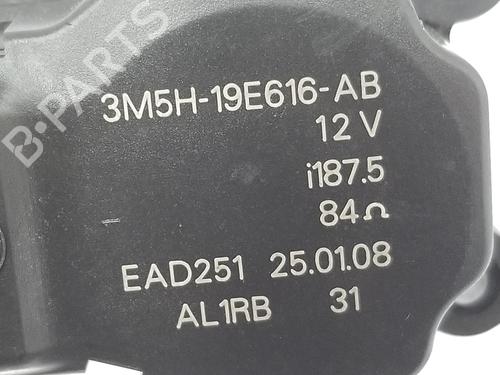 B-PARTS
3M5H-19E616-AB
12 V
i187.5
84Ω
EAD251 25.01.08
AL1RB 31